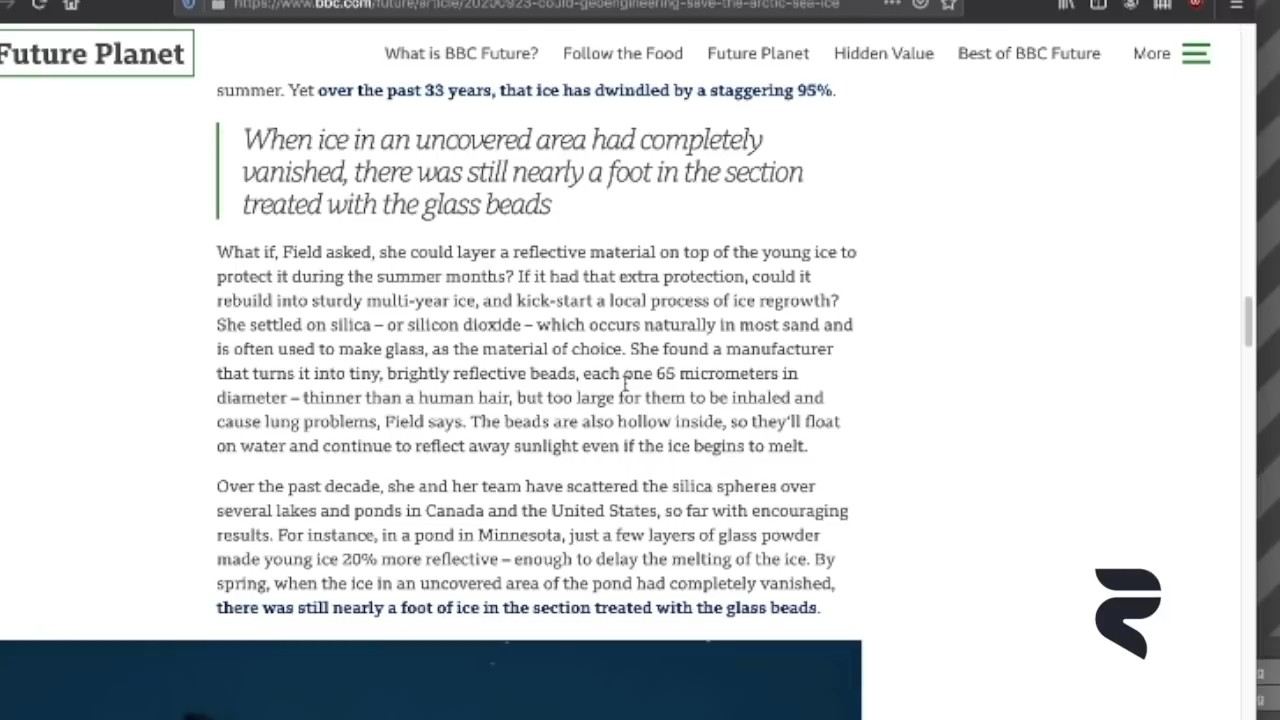 https://www.bbc.com/future/article/20200923-could-geoengineering-save-the-arctic-sea-ice
Future Planet
What is BBC Future?
Follow the Food
Future Planet
Hidden Value
Best of BBC Future
More
summer. Yet over the past 33 years, that ice has dwindled by a staggering 95%.
When ice in an uncovered area had completely
vanished, there was still nearly a foot in the section
treated with the glass beads
What if, Field asked, she could layer a reflective material on top of the young ice to
protect it during the summer months? If it had that extra protection, could it
rebuild into sturdy multi-year ice, and kick-start a local process of ice regrowth?
She settled on silica – or silicon dioxide – which occurs naturally in most sand and
is often used to make glass, as the material of choice. She found a manufacturer
that turns it into tiny, brightly reflective beads, each one 65 micrometers in
diameter – thinner than a human hair, but too large for them to be inhaled and
cause lung problems, Field says. The beads are also hollow inside, so they'll float
on water and continue to reflect away sunlight even if the ice begins to melt.
Over the past decade, she and her team have scattered the silica spheres over
several lakes and ponds in Canada and the United States, so far with encouraging
results. For instance, in a pond in Minnesota, just a few layers of glass powder
made young ice 20% more reflective – enough to delay the melting of the ice. By
spring, when the ice in an uncovered area of the pond had completely vanished,
there was still nearly a foot of ice in the section treated with the glass beads.